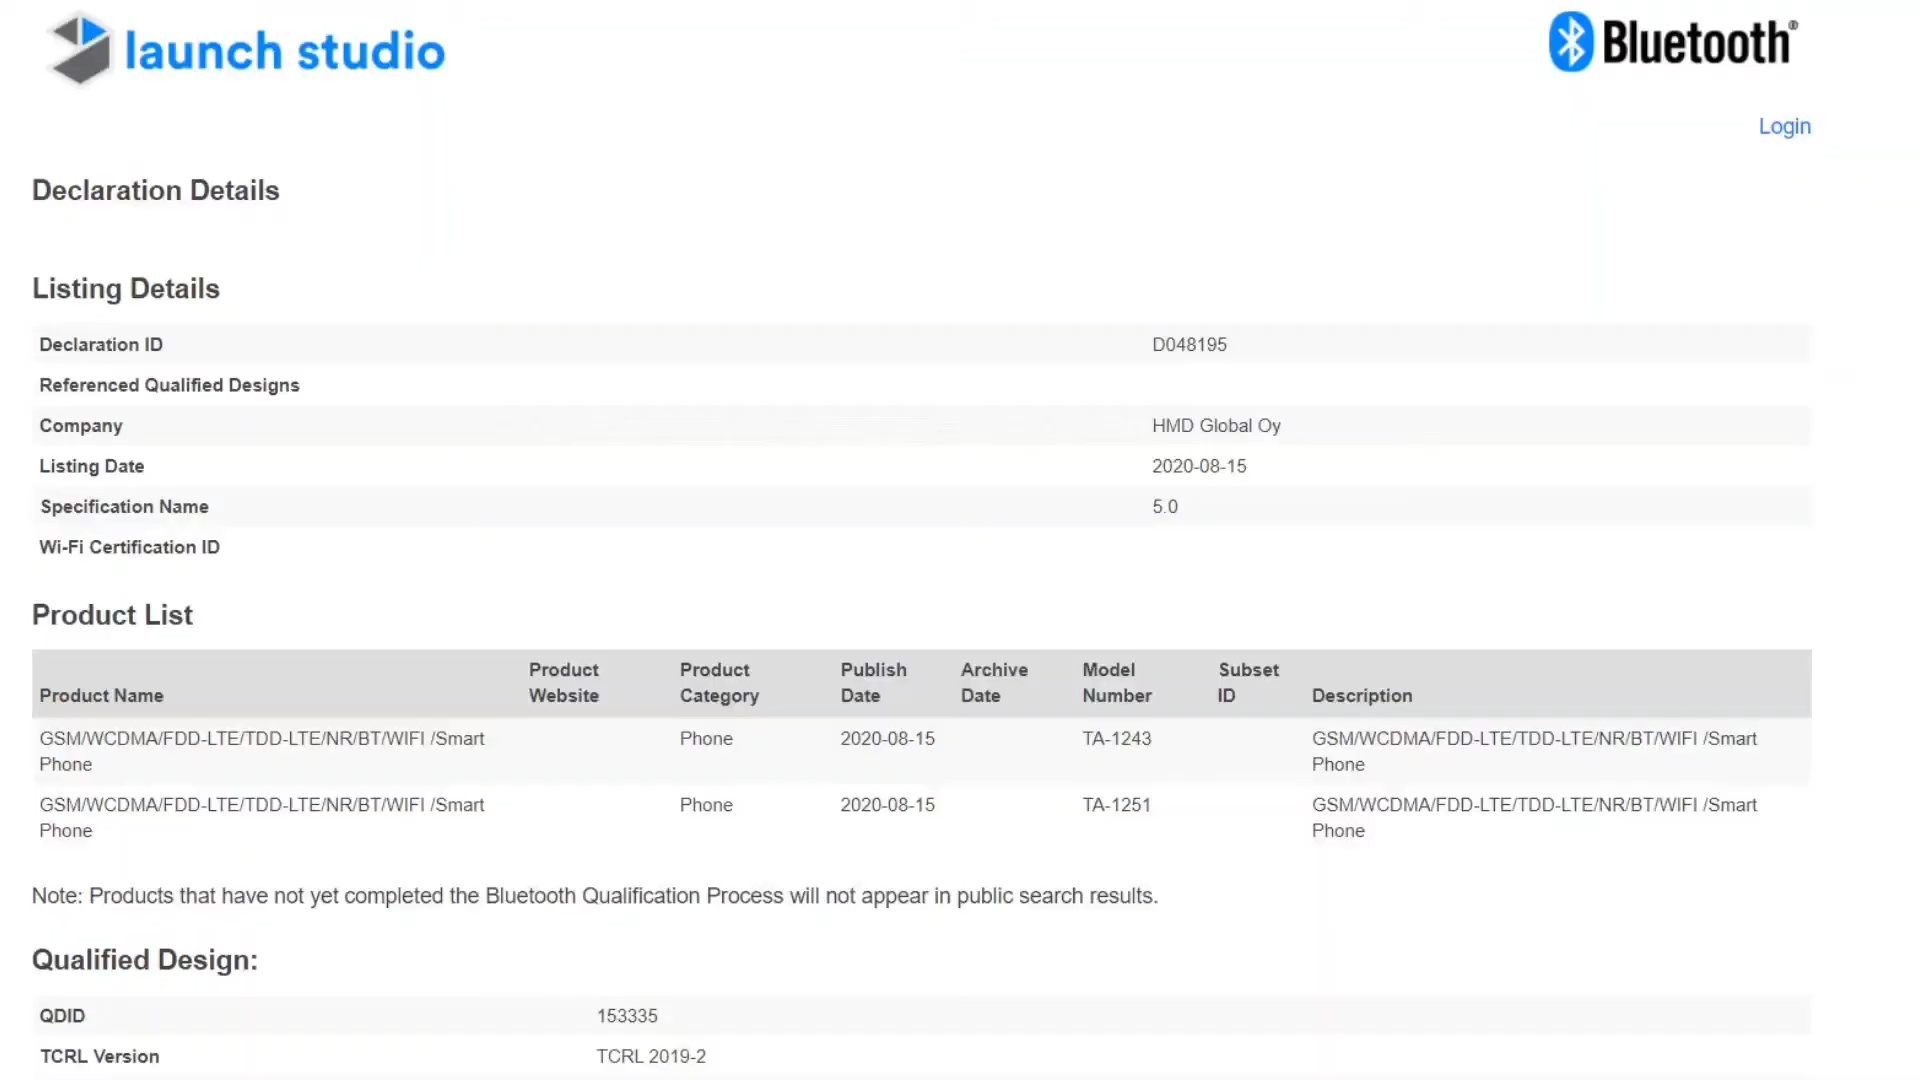 launch studio
Bluetooth®
Login
Declaration Details
Listing Details
Declaration ID D048195
Referenced Qualified Designs
Company HMD Global Oy
Listing Date 2020-08-15
Specification Name 5.0
Wi-Fi Certification ID
Product List
Product Name Product Website Product Category Publish Date Archive Date Model Number Subset ID Description
GSM/WCDMA/FDD-LTE/TDD-LTE/NR/BT/WIFI /Smart Phone Phone 2020-08-15 TA-1243 GSM/WCDMA/FDD-LTE/TDD-LTE/NR/BT/WIFI /Smart Phone
GSM/WCDMA/FDD-LTE/TDD-LTE/NR/BT/WIFI /Smart Phone Phone 2020-08-15 TA-1251 GSM/WCDMA/FDD-LTE/TDD-LTE/NR/BT/WIFI /Smart Phone
Note: Products that have not yet completed the Bluetooth Qualification Process will not appear in public search results.
Qualified Design:
QDID 153335
TCRL Version TCRL 2019-2